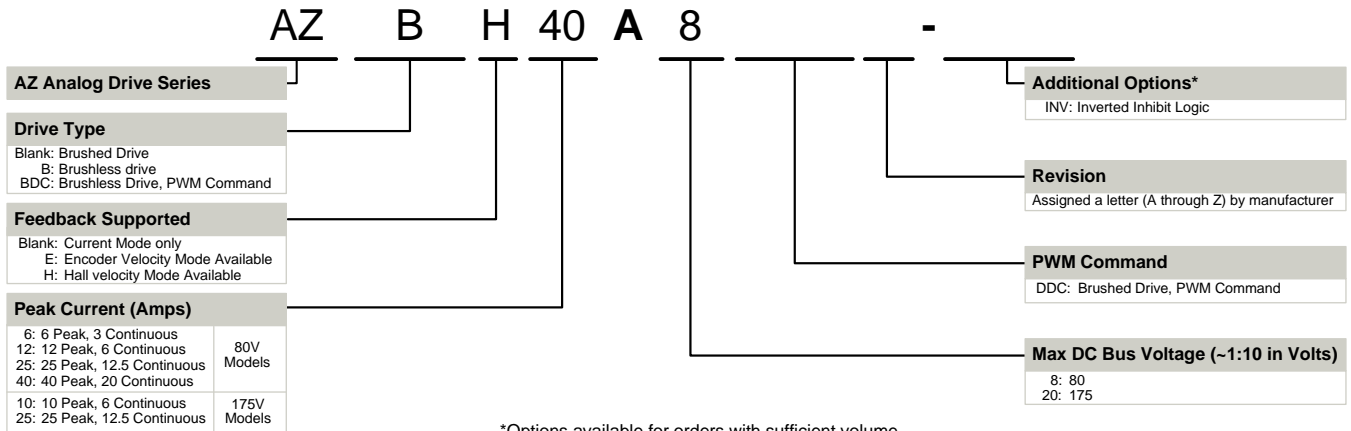 AZ B H 40 A 8 -
AZ Analog Drive Series
Drive Type
Blank: Brushed Drive
B: Brushless drive
BDC: Brushless Drive, PWM Command
Feedback Supported
Blank: Current Mode only
E: Encoder Velocity Mode Available
H: Hall velocity Mode Available
Peak Current (Amps)
6: 6 Peak, 3 Continuous
12: 12 Peak, 6 Continuous
25: 25 Peak, 12.5 Continuous
40: 40 Peak, 20 Continuous
80V
Models
10: 10 Peak, 6 Continuous
25: 25 Peak, 12.5 Continuous
175V
Models
Additional Options*
INV: Inverted Inhibit Logic
Revision
Assigned a letter (A through Z) by manufacturer
PWM Command
DDC: Brushed Drive, PWM Command
Max DC Bus Voltage (~1:10 in Volts)
8: 80
20: 175
*Options available for orders with sufficient volume